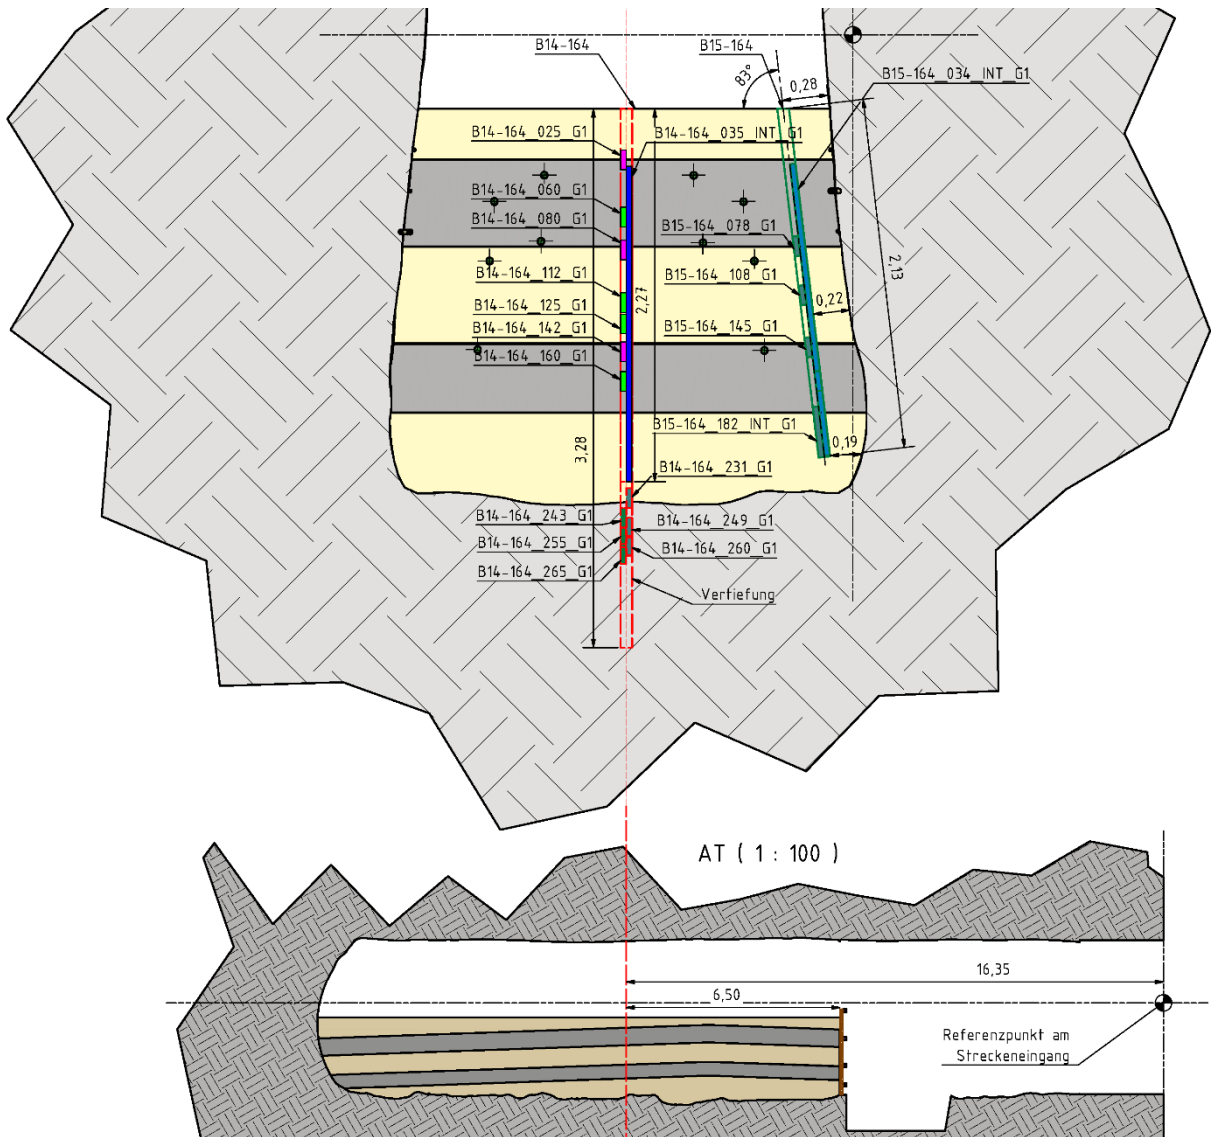 B14-164
B15-164
83°
B15-164_034_INT_G1
0,28
B14-164_025_G1
B14-164_035_INT_G1
B14-164_060_G1
B14-164_080_G1
B15-164_078_G1
B14-164_112_G1
B15-164_108_G1
2,13
2,27
0,22
B14-164_125_G1
B14-164_142_G1
B15-164_145_G1
B14-164_160_G1
B15-164_182_INT_G1
0,19
3,28
B14-164_231_G1
B14-164_243_G1
B14-164_249_G1
B14-164_255_G1
B14-164_260_G1
B14-164_265_G1
Vertiefung
AT ( 1 : 100 )
16,35
6,50
Referenzpunkt am
Streckeneingang